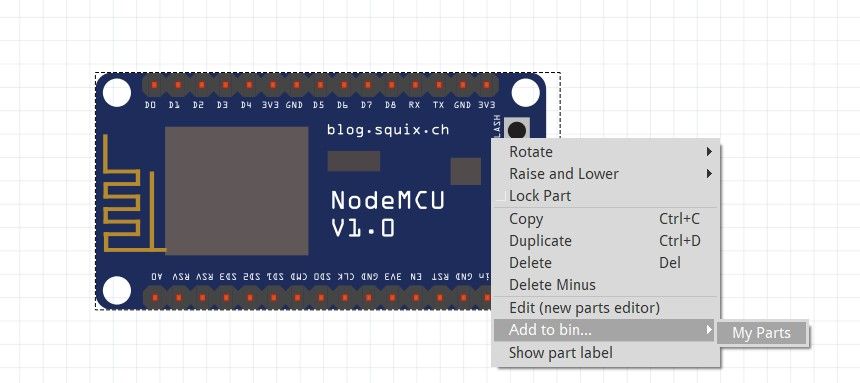 D0 D1 D2 D3 D4 3V3 GND D5 D6 D7 D8 RX TX GND 3V3
blog.squix.ch
NodeMCU
V1.0
A0 RSV RSV SD3 SD2 SD1 CMD SD0 CLK GND 3V3 EN RST GND
Rotate
Raise and Lower
Lock Part
Copy Ctrl+C
Duplicate Ctrl+D
Delete Del
Delete Minus
Edit (new parts editor)
Add to bin...
My Parts
Show part label